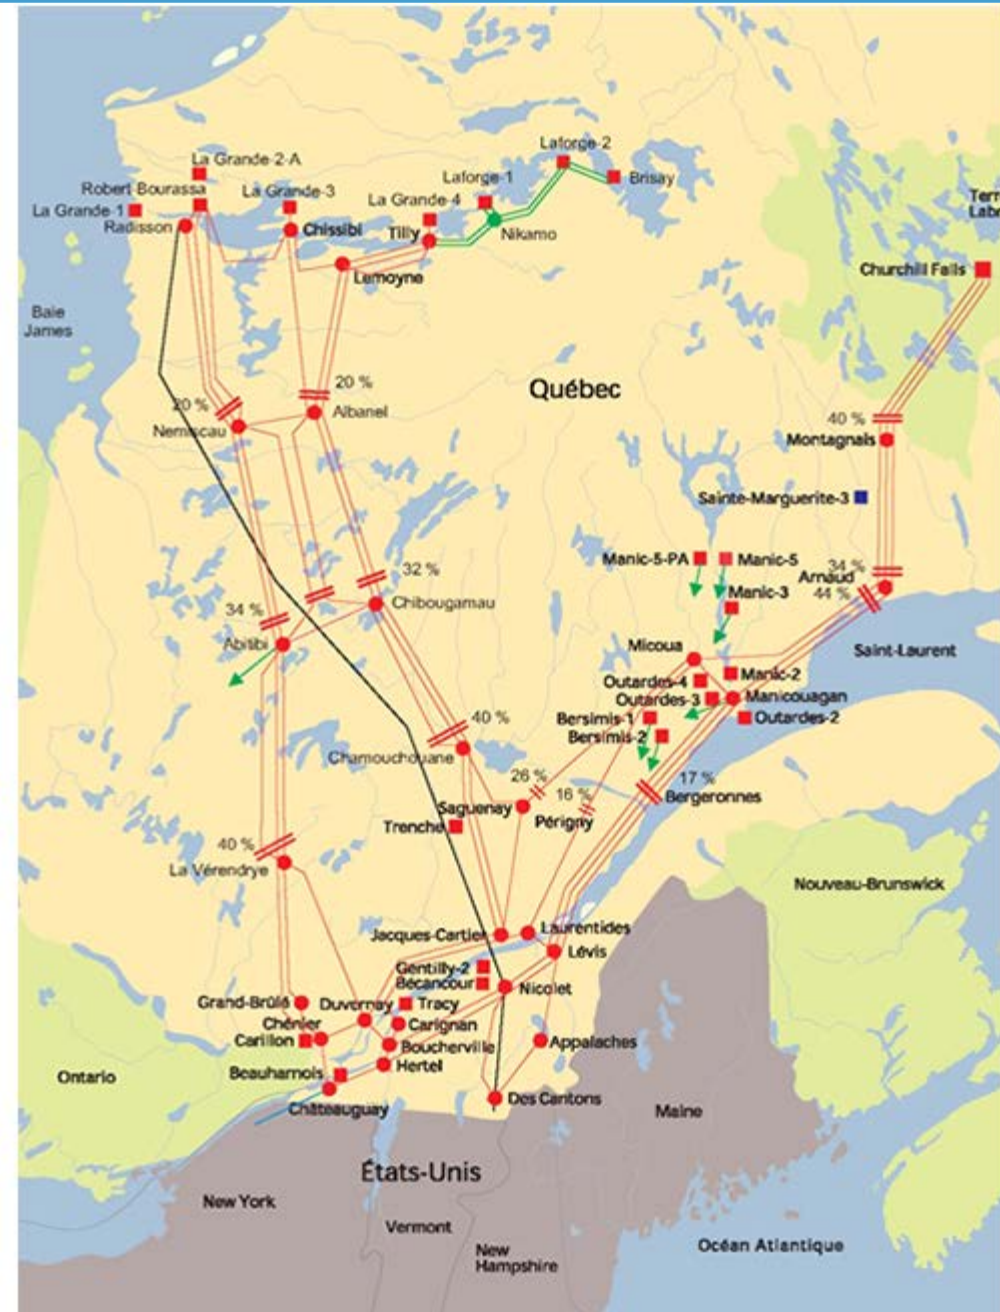 Laforge-2
La Grande-2-A
Brisay
Laforge-1
Robert-Bourassa
La Grande-3
La Grande-4
La Grande-1
Radisson
Chissibi
Tilly
Nikamo
Churchill Falls
Lemoyne
Baie
James
20 %
Québec
20 %
Albanel
Nemiscau
40 %
Montagnais
Sainte-Marguerite-3
Manic-5-PA
Manic-5
34 %
Arnaud
32 %
44 %
Manic-3
Chibougamau
34 %
Abitibi
Micoua
Saint-Laurent
Outardes-4
Manic-2
Outardes-3
Manicouagan
Bersimis-1
Outardes-2
40 %
Bersimis-2
Chamouchouane
26 %
17 %
16 %
Bergeronnes
Saguenay
Périgny
Trenche
40 %
La Vérendrye
Nouveau-Brunswick
Jacques-Cartier
Laurentides
Lévis
Gentilly-2
Bécancour
Nicolet
Grand-Brûlé
Duvernay
Tracy
Chénier
Carignan
Carillon
Boucherville
Appalaches
Hertel
Ontario
Beauharnois
Des Cantons
Châteauguay
Maine
États-Unis
New York
Vermont
Océan Atlantique
New
Hampshire